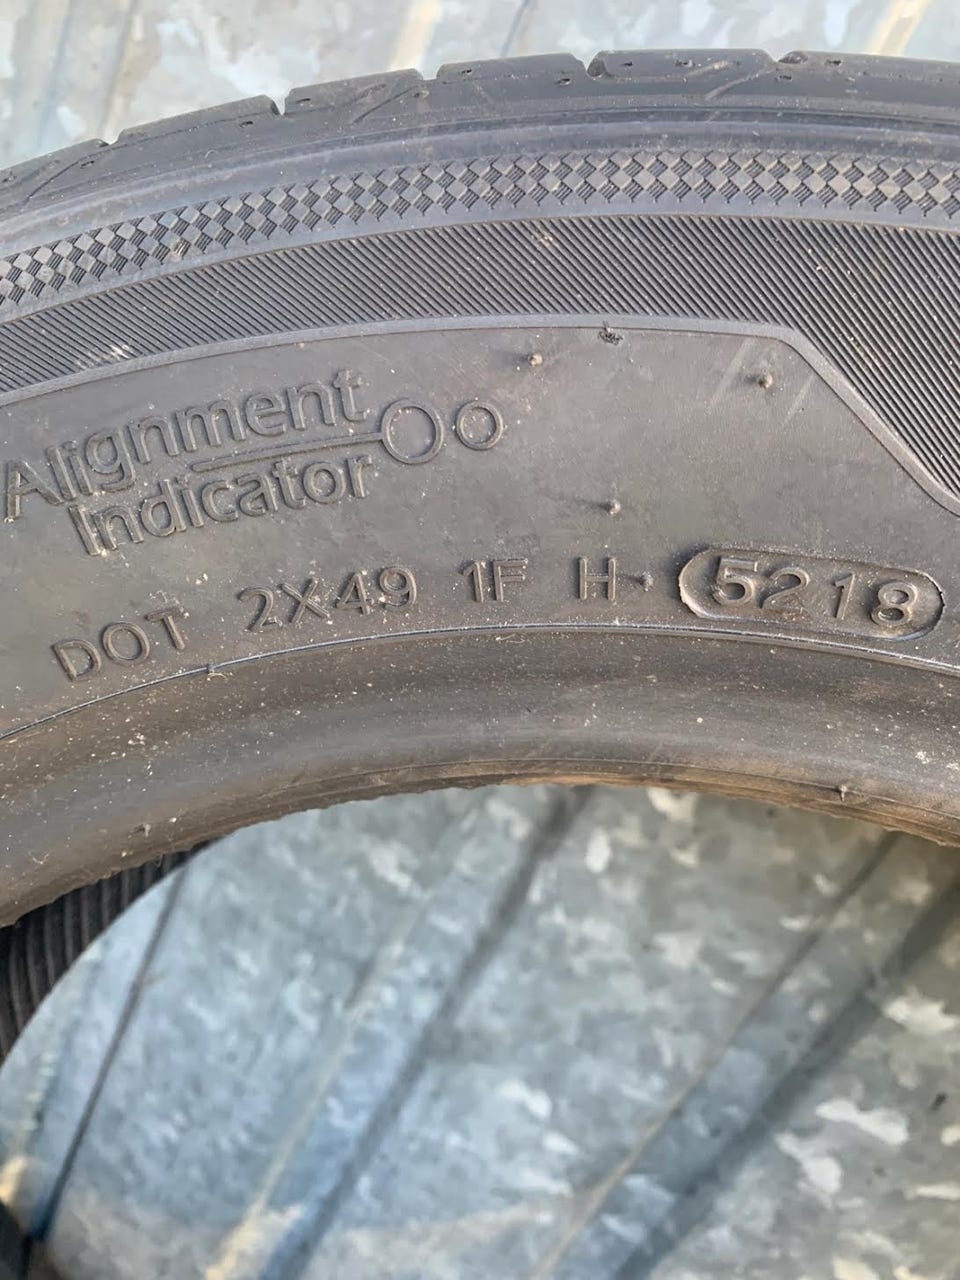 Alignment
Indicator
DOT 2X49 1F H 5218